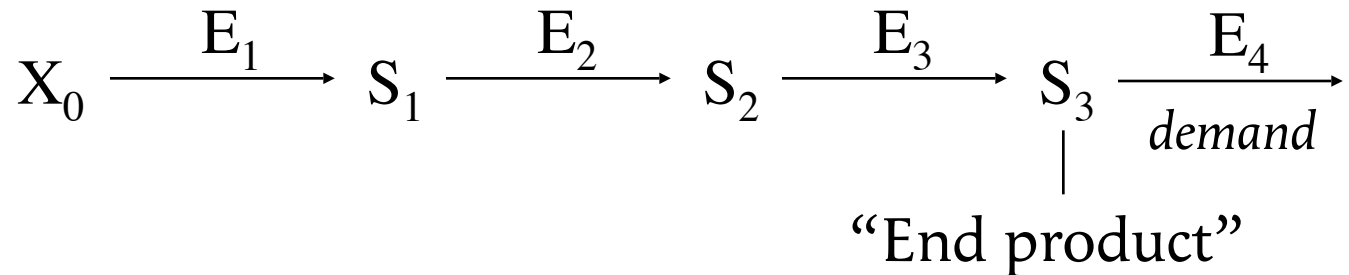 E₁ E₂ E₃ E₄
X₀ S₁ S₂ S₃
demand
“End product”